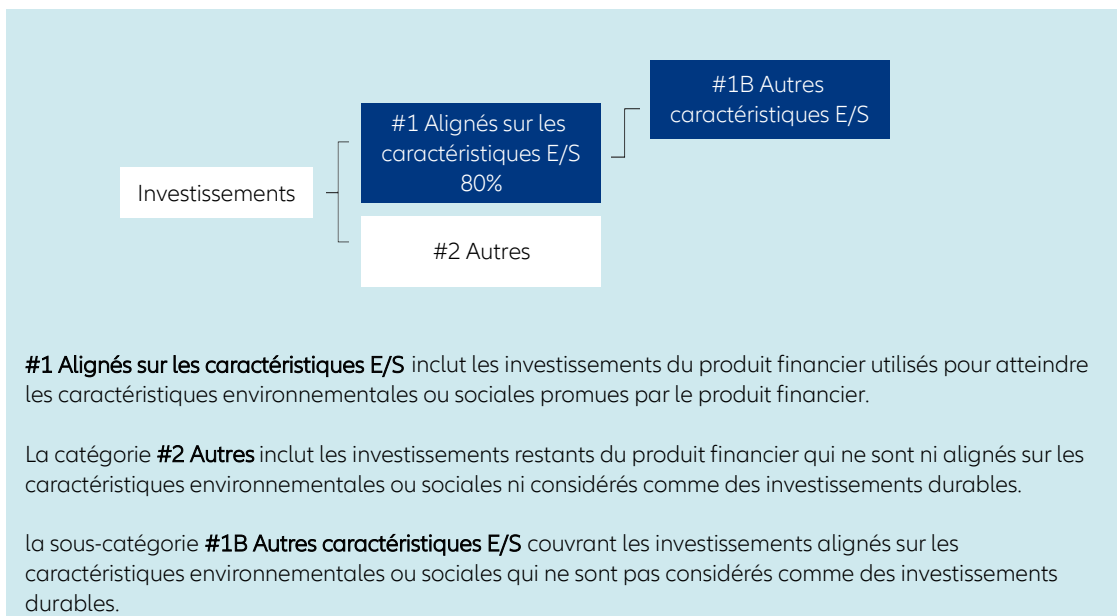 #1B Autres
caractéristiques E/S
#1 Alignés sur les
caractéristiques E/S
80%
Investissements
#2 Autres
#1 Alignés sur les caractéristiques E/S inclut les investissements du produit financier utilisés pour atteindre
les caractéristiques environnementales ou sociales promues par le produit financier.
La catégorie #2 Autres inclut les investissements restants du produit financier qui ne sont ni alignés sur les
caractéristiques environnementales ou sociales ni considérés comme des investissements durables.
la sous-catégorie #1B Autres caractéristiques E/S couvrant les investissements alignés sur les
caractéristiques environnementales ou sociales qui ne sont pas considérés comme des investissements
durables.